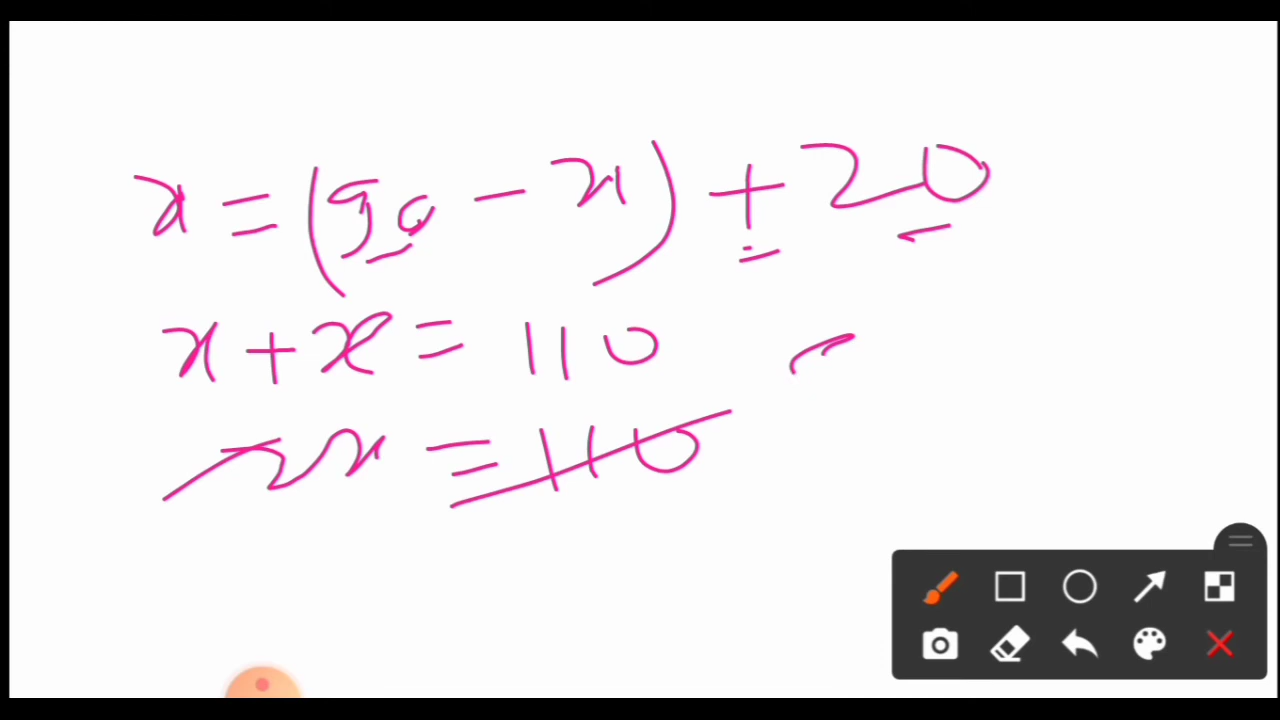 x = (90 - x) + 20
x + x = 110
2x = 110